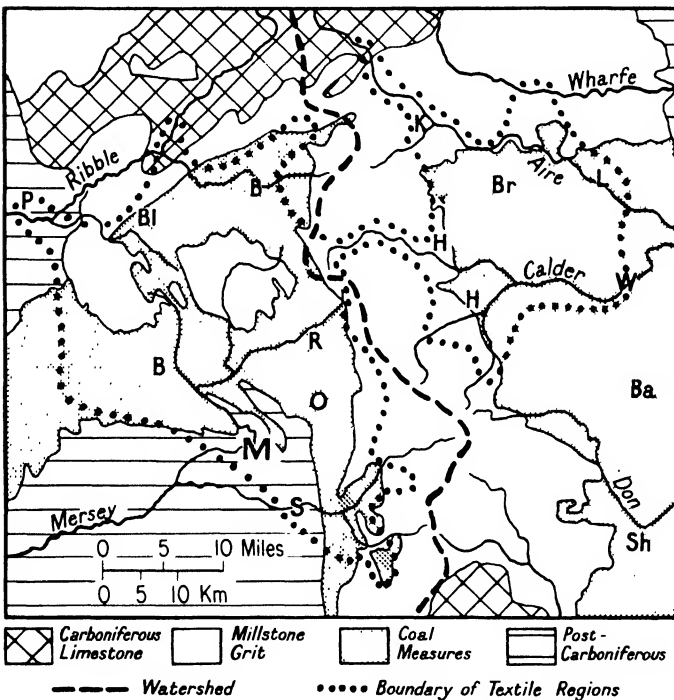 Wharfe
K
Aire
Ribble
Br
L
P
B
Bl
H
Calder
W
H
R
B
Ba
O
M
Don
S
Mersey
Sh
0 5 10 Miles
0 5 10 Km
Carboniferous Limestone
Millstone Grit
Coal Measures
Post-Carboniferous
Watershed
Boundary of Textile Regions